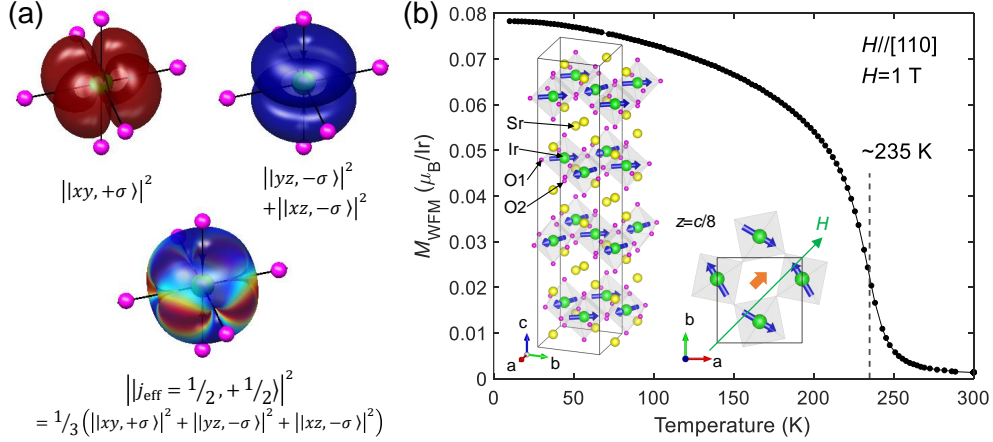 (a)
||xy, +σ⟩|²
||yz, −σ⟩|²
+||xz, −σ⟩|²
||j_eff = 1/2, +1/2⟩|²
= 1/3 (||xy, +σ⟩|² + ||yz, −σ⟩|² + ||xz, −σ⟩|²)
(b)
M_WFM (μ_B/Ir)
0.08
0.07
0.06
0.05
0.04
0.03
0.02
0.01
0
H//[110]
H=1 T
~235 K
Sr
Ir
O1
O2
z=c/8
H
c
a
b
b
a
0 50 100 150 200 250 300
Temperature (K)